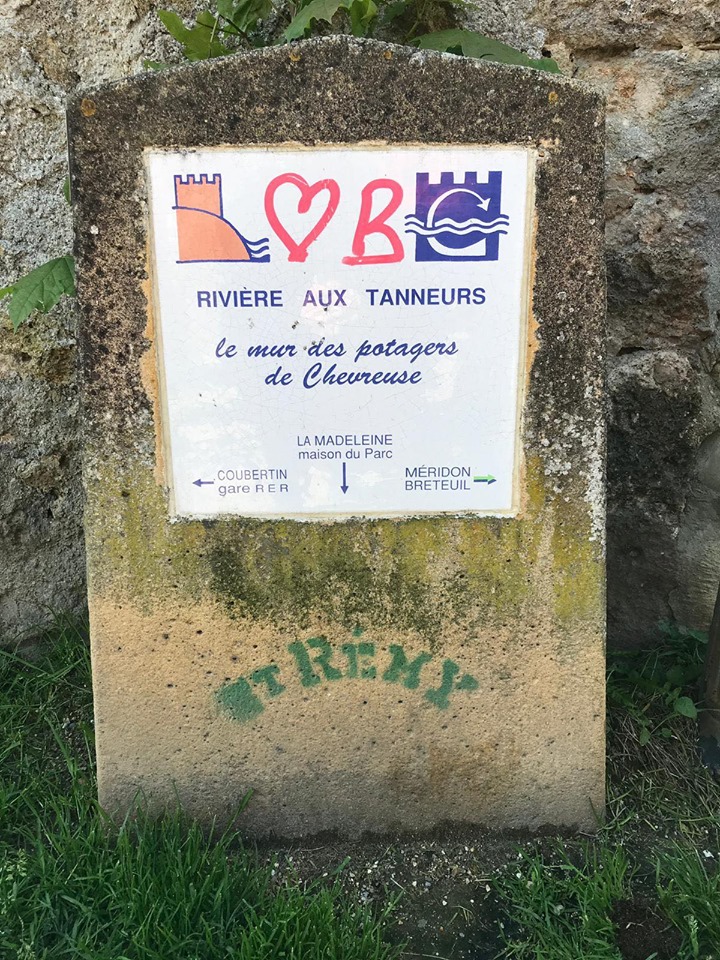 B
RIVIÈRE AUX TANNEURS
le mur des potagers
de Chevreuse
LA MADELEINE
maison du Parc
COUBERTIN
gare RER
MÉRIDON
BRETEUIL
ST RÉMY